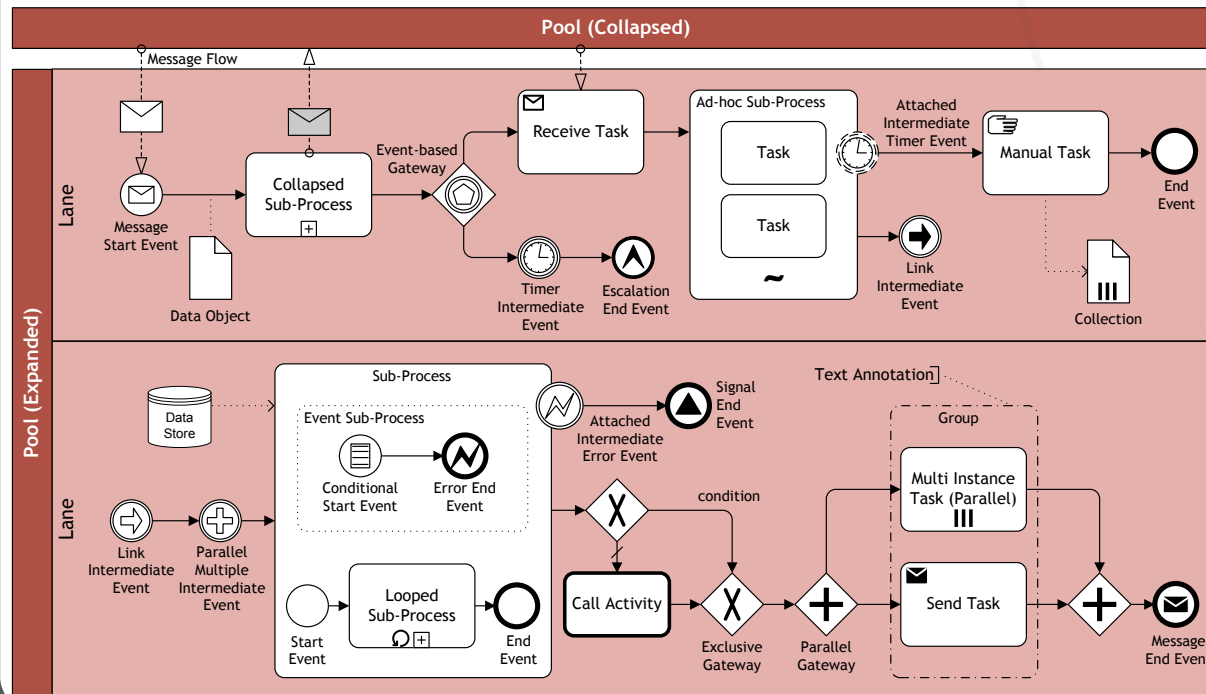 Pool (Collapsed)
Message Flow
Pool (Expanded)
Lane
Message
Start Event
Data Object
Collapsed
Sub-Process
Event-based
Gateway
Receive Task
Timer
Intermediate
Event
Escalation
End Event
Ad-hoc Sub-Process
Task
Task
Attached
Intermediate
Timer Event
Link
Intermediate
Event
Manual Task
End
Event
Collection
Lane
Data
Store
Link
Intermediate
Event
Parallel
Multiple
Intermediate
Event
Sub-Process
Event Sub-Process
Conditional
Start Event
Error End
Event
Start
Event
Looped
Sub-Process
End
Event
Attached
Intermediate
Error Event
Signal
End
Event
condition
Call Activity
Exclusive
Gateway
Parallel
Gateway
Text Annotation
Group
Multi Instance
Task (Parallel)
Send Task
Message
End Event